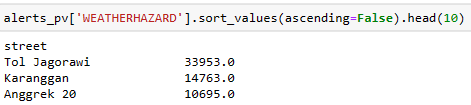 alerts_pv['WEATHERHAZARD'].sort_values(ascending=False).head(10)
street
Tol Jagorawi 33953.0
Karanggan 14763.0
Anggrek 20 10695.0